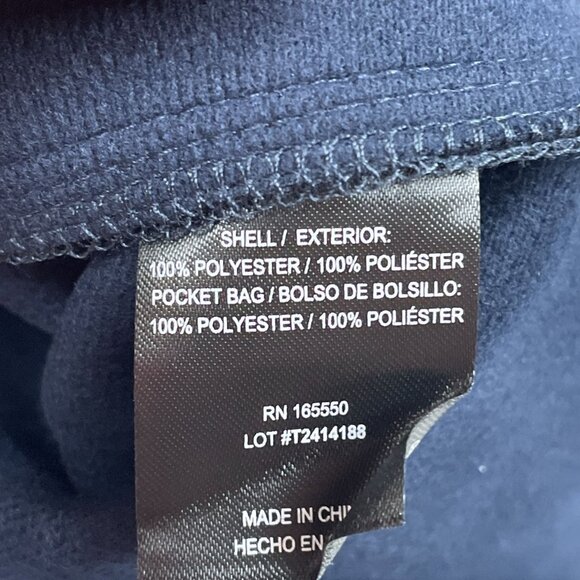 SHELL / EXTERIOR:
100% POLYESTER / 100% POLIÉSTER
POCKET BAG / BOLSO DE BOLSILLO:
100% POLYESTER / 100% POLIÉSTER
RN 165550
LOT #T2414188
MADE IN
HECHO EN